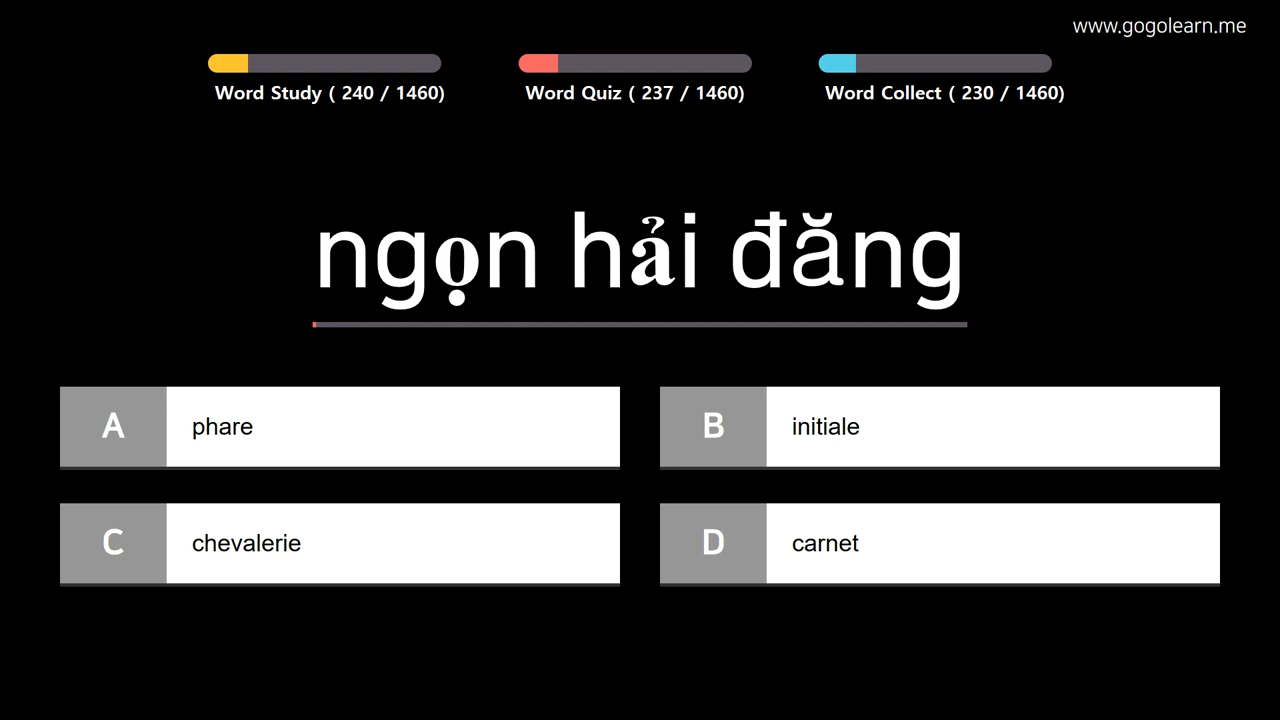 www.gogolearn.me
Word Study ( 240 / 1460)
Word Quiz ( 237 / 1460)
Word Collect ( 230 / 1460)
ngọn hải đăng
A
phare
B
initiale
C
chevalerie
D
carnet